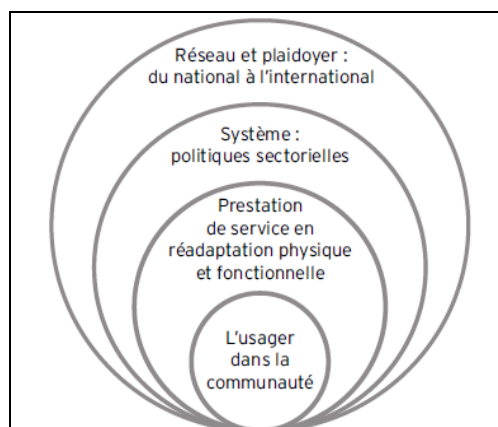 Réseau et plaidoyer :
du national à l'international
Système :
politiques sectorielles
Prestation
de service en
réadaptation physique
et fonctionnelle
L'usager
dans la
communauté